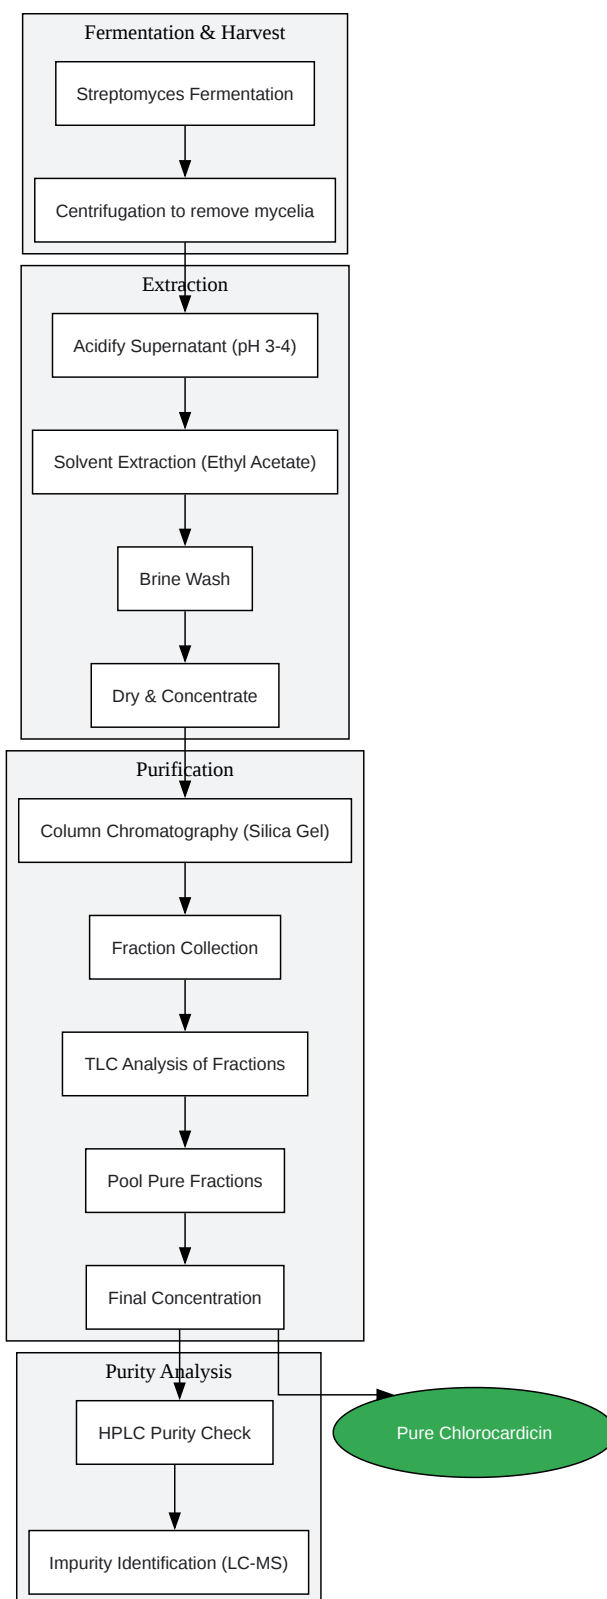 Fermentation & Harvest
Streptomyces Fermentation
Centrifugation to remove mycelia
Extraction
Acidify Supernatant (pH 3-4)
Solvent Extraction (Ethyl Acetate)
Brine Wash
Dry & Concentrate
Purification
Column Chromatography (Silica Gel)
Fraction Collection
TLC Analysis of Fractions
Pool Pure Fractions
Final Concentration
Purity Analysis
HPLC Purity Check
Pure Chlorocardicin
Impurity Identification (LC-MS)